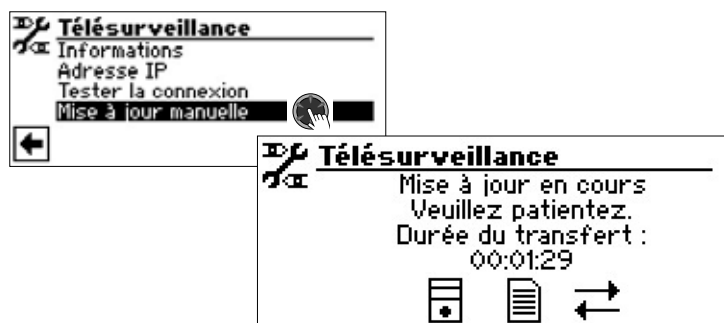 Télésurveillance
Informations
Adresse IP
Tester la connexion
Mise à jour manuelle
Télésurveillance
Mise à jour en cours
Veuillez patientez.
Durée du transfert :
00:01:29